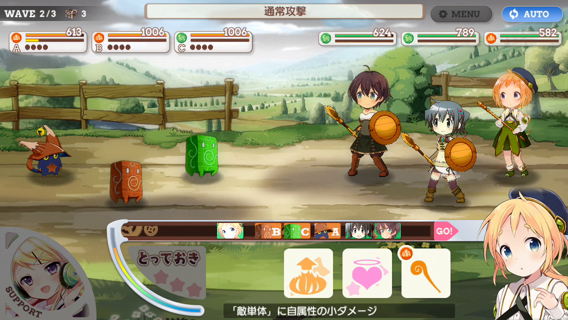 WAVE 2/3 3
通常攻撃
MENU
AUTO
613
1006
1006
624
789
582
A
B
C
B C A
GO!
とっておき
SUPPORT
「敵単体」に自属性の小ダメージ